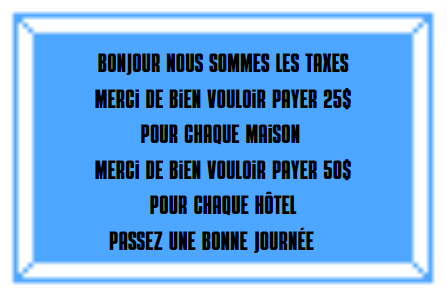 BONJOUR NOUS SOMMES LES TAXES
MERCi DE BiEN VOULOiR PAYER 25$
POUR CHAQUE MAiSON
MERCi DE BiEN VOULOiR PAYER 50$
POUR CHAQUE HÔTEL
PASSEZ UNE BONNE JOURNÉE